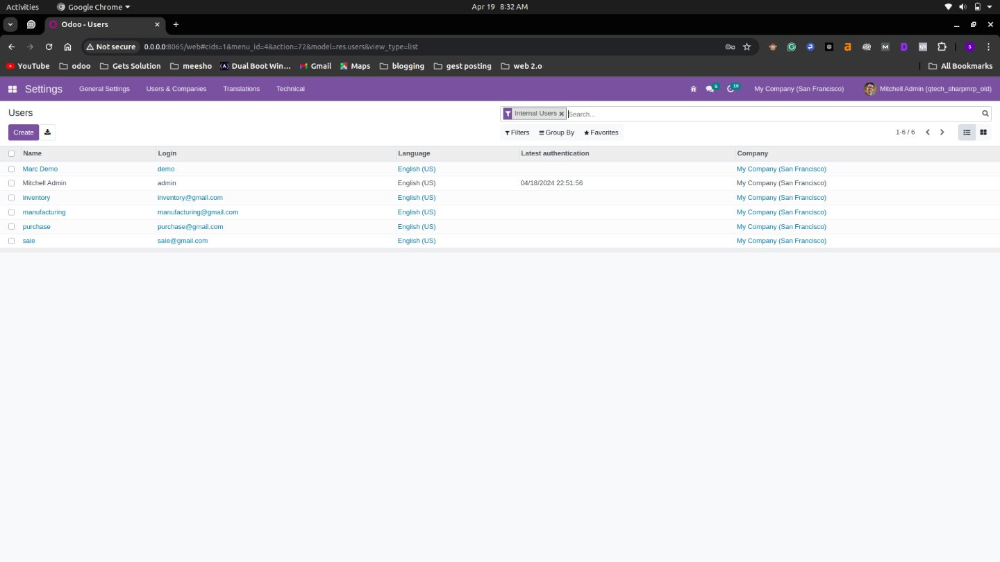 Activities Google Chrome Apr 19 8:32 AM
Odoo - Users
Not secure 0.0.0.0:8065/web#cids=1&menu_id=4&action=72&model=res.users&view_type=list
YouTube odoo Gets Solution meesho Dual Boot Win... Gmail Maps blogging gest posting web 2.o All Bookmarks
Settings General Settings Users & Companies Translations Technical 5 10 My Company (San Francisco) Mitchell Admin (qtech_sharpmrp_old)
Users Internal Users Search...
Create Filters Group By Favorites 1-6 / 6
Name Login Language Latest authentication Company
Marc Demo demo English (US) My Company (San Francisco)
Mitchell Admin admin English (US) 04/18/2024 22:51:56 My Company (San Francisco)
inventory inventory@gmail.com English (US) My Company (San Francisco)
manufacturing manufacturing@gmail.com English (US) My Company (San Francisco)
purchase purchase@gmail.com English (US) My Company (San Francisco)
sale sale@gmail.com English (US) My Company (San Francisco)